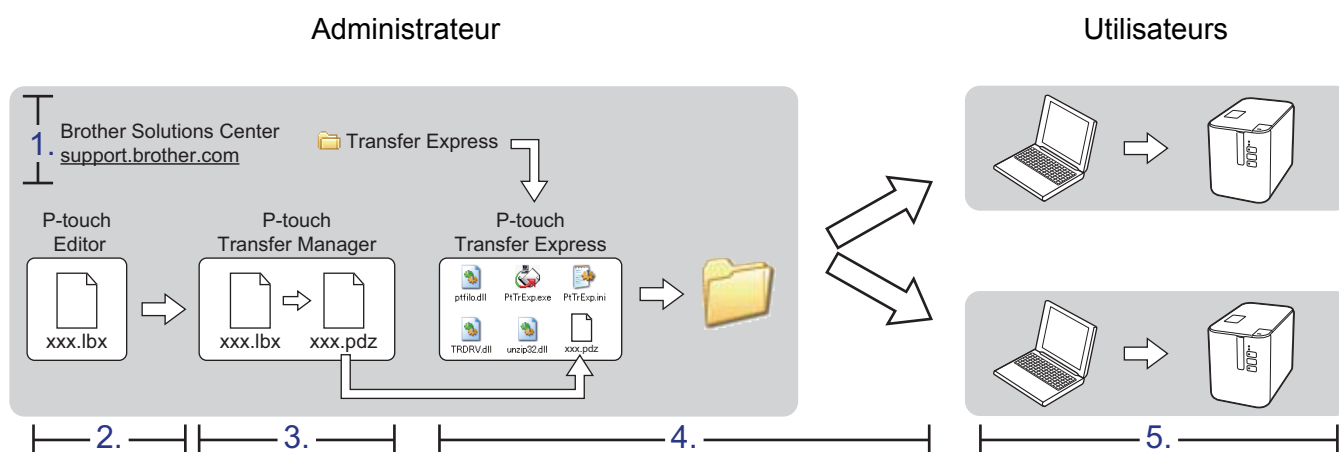 Administrateur
Utilisateurs
1.
Brother Solutions Center
support.brother.com
Transfer Express
P-touch
Editor
xxx.lbx
P-touch
Transfer Manager
xxx.lbx
xxx.pdz
P-touch
Transfer Express
ptfilo.dll
PtTrExp.exe
PtTrExp.ini
TRDRV.dll
unzip32.dll
xxx.pdz
2.
3.
4.
5.